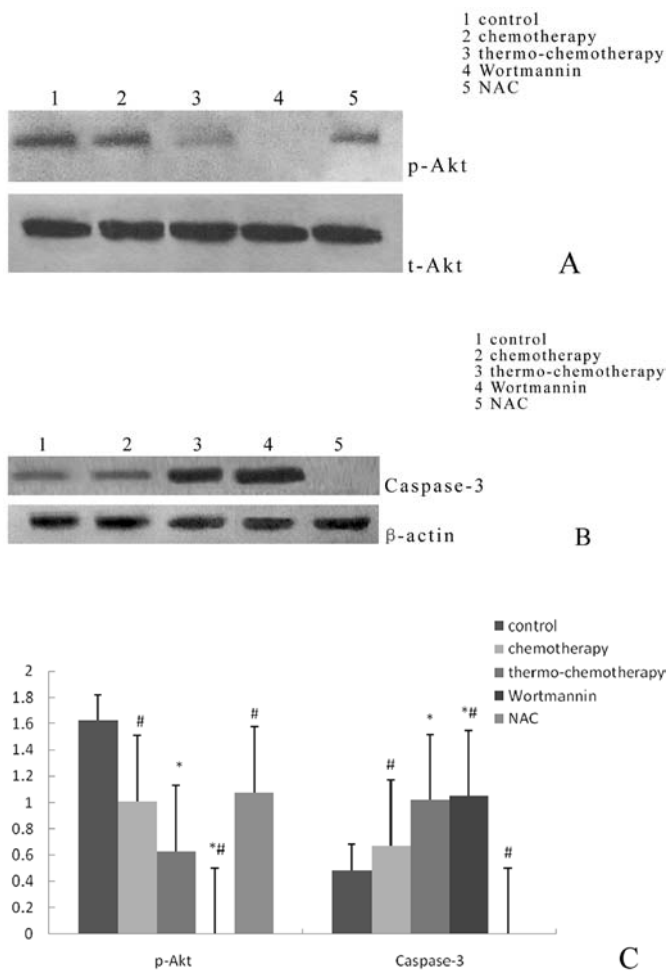 1 control
2 chemotherapy
3 thermo-chemotherapy
4 Wortmannin
5 NAC
1 2 3 4 5
p-Akt
t-Akt
A
1 control
2 chemotherapy
3 thermo-chemotherapy
4 Wortmannin
5 NAC
1 2 3 4 5
Caspase-3
β-actin
B
control
chemotherapy
thermo-chemotherapy
Wortmannin
NAC
2
1.8
1.6
1.4
1.2
1
0.8
0.6
0.4
0.2
0
# * *# # # * *# #
p-Akt Caspase-3
C